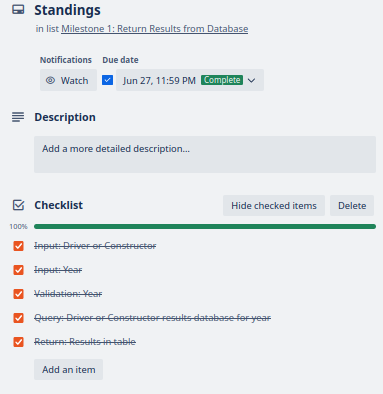 Standings
in list Milestone 1: Return Results from Database
Notifications Due date
Watch Jun 27, 11:59 PM Complete
Description
Add a more detailed description...
Checklist Hide checked items Delete
100%
Input: Driver or Constructor
Input: Year
Validation: Year
Query: Driver or Constructor results database for year
Return: Results in table
Add an item